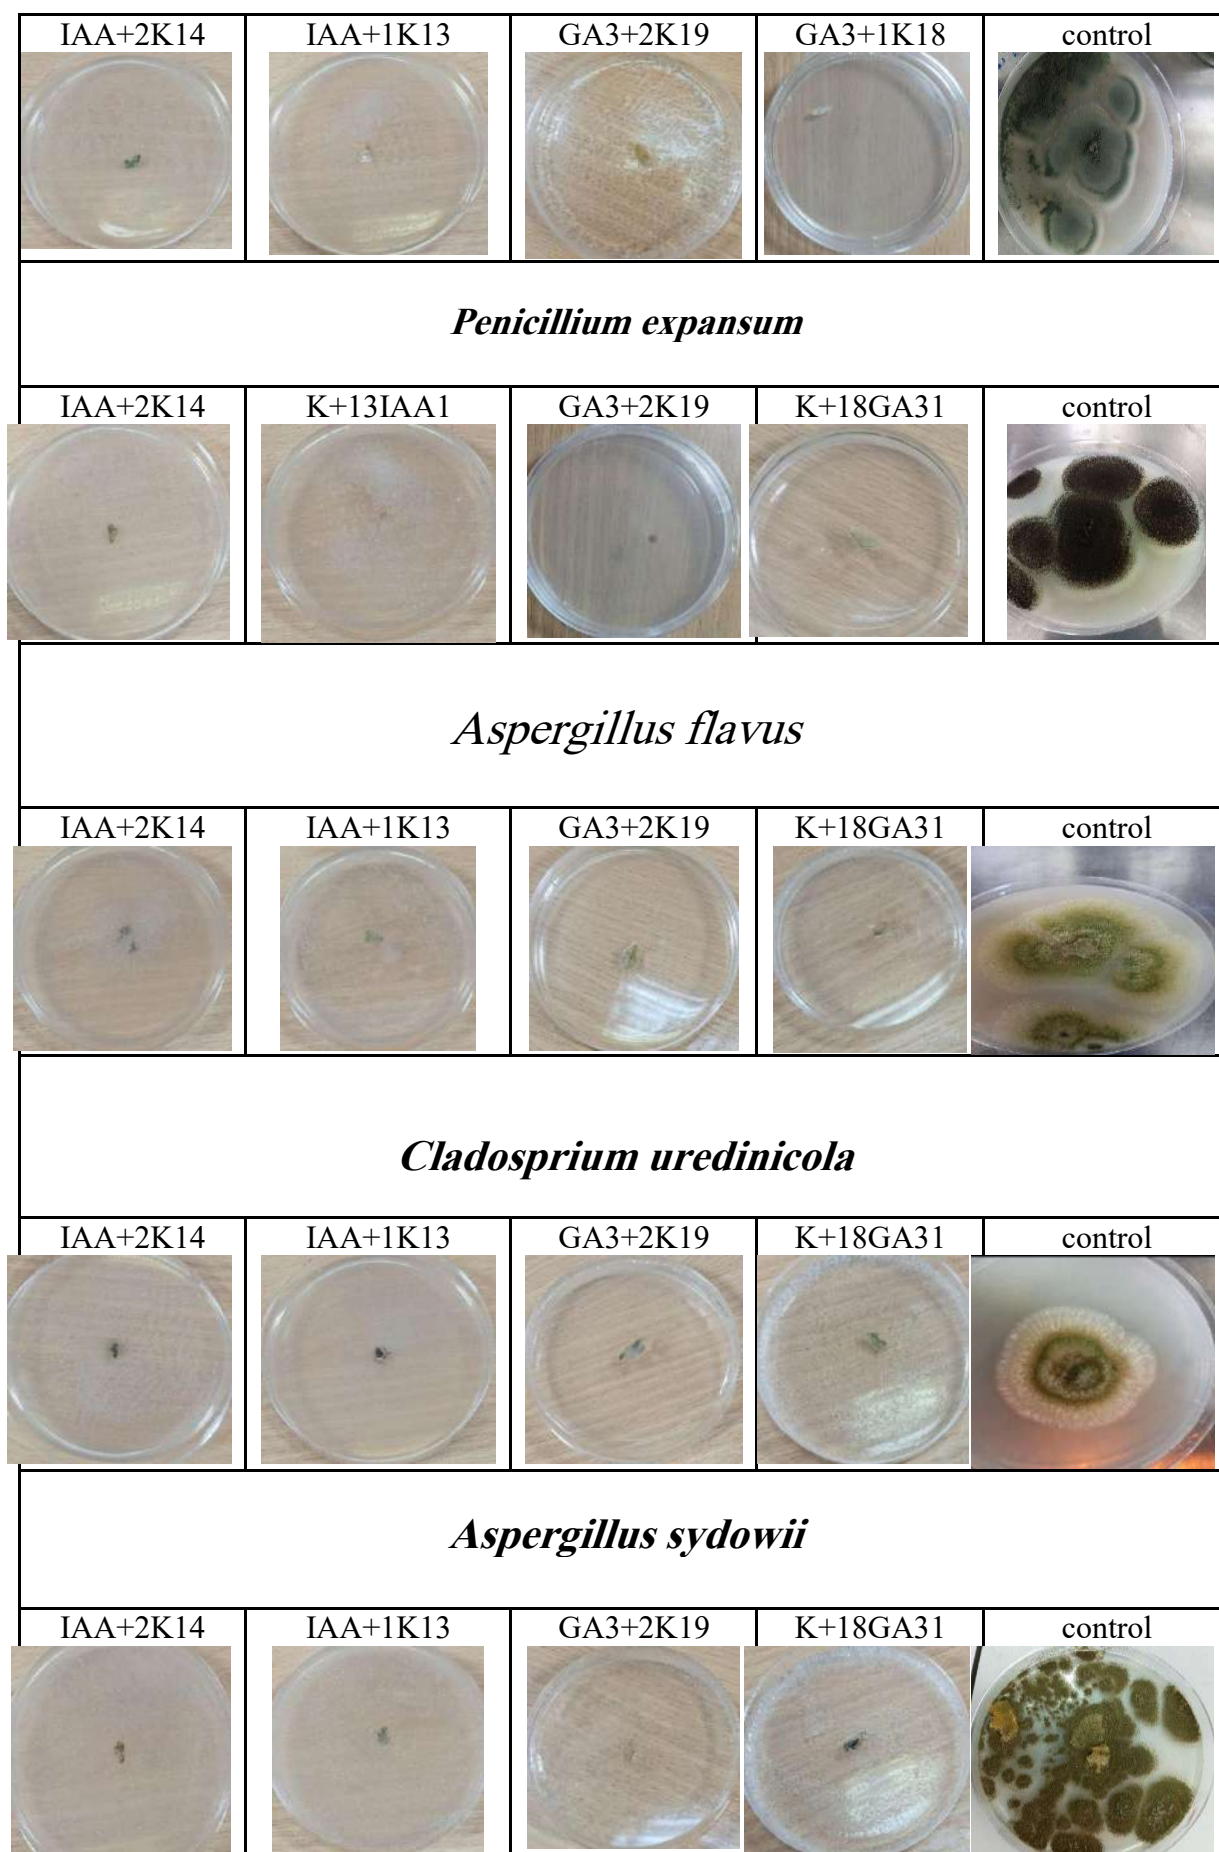 IAA+2K14 IAA+1K13 GA3+2K19 GA3+1K18 control
Penicillium expansum
IAA+2K14 K+13IAA1 GA3+2K19 K+18GA31 control
Aspergillus flavus
IAA+2K14 IAA+1K13 GA3+2K19 K+18GA31 control
Cladosprium uredinicola
IAA+2K14 IAA+1K13 GA3+2K19 K+18GA31 control
Aspergillus sydowii
IAA+2K14 IAA+1K13 GA3+2K19 K+18GA31 control